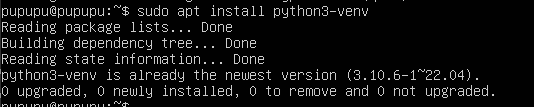 pupupu@pupupu:~$ sudo apt install python3-venv
Reading package lists... Done
Building dependency tree... Done
Reading state information... Done
python3-venv is already the newest version (3.10.6-1~22.04).
0 upgraded, 0 newly installed, 0 to remove and 0 not upgraded.
pupupu@pupupu:~$